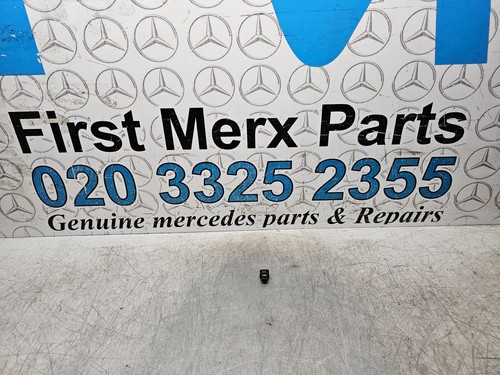 First Merx Parts
020 3325 2355
Genuine mercedes parts & Repairs